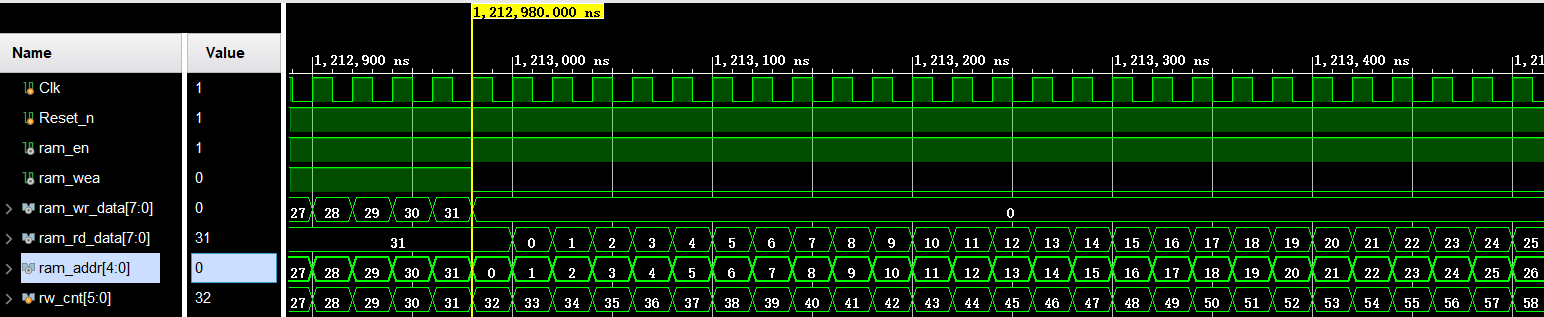 1,212,980.000 ns
Name Value 1,212,900 ns 1,213,000 ns 1,213,100 ns 1,213,200 ns 1,213,300 ns 1,213,400 ns 1,21
Clk 1
Reset_n 1
ram_en 1
ram_wea 0
ram_wr_data[7:0] 0 27 28 29 30 31 0
ram_rd_data[7:0] 31 31 0 1 2 3 4 5 6 7 8 9 10 11 12 13 14 15 16 17 18 19 20 21 22 23 24 25
ram_addr[4:0] 0 27 28 29 30 31 0 1 2 3 4 5 6 7 8 9 10 11 12 13 14 15 16 17 18 19 20 21 22 23 24 25 26
rw_cnt[5:0] 32 27 28 29 30 31 32 33 34 35 36 37 38 39 40 41 42 43 44 45 46 47 48 49 50 51 52 53 54 55 56 57 58